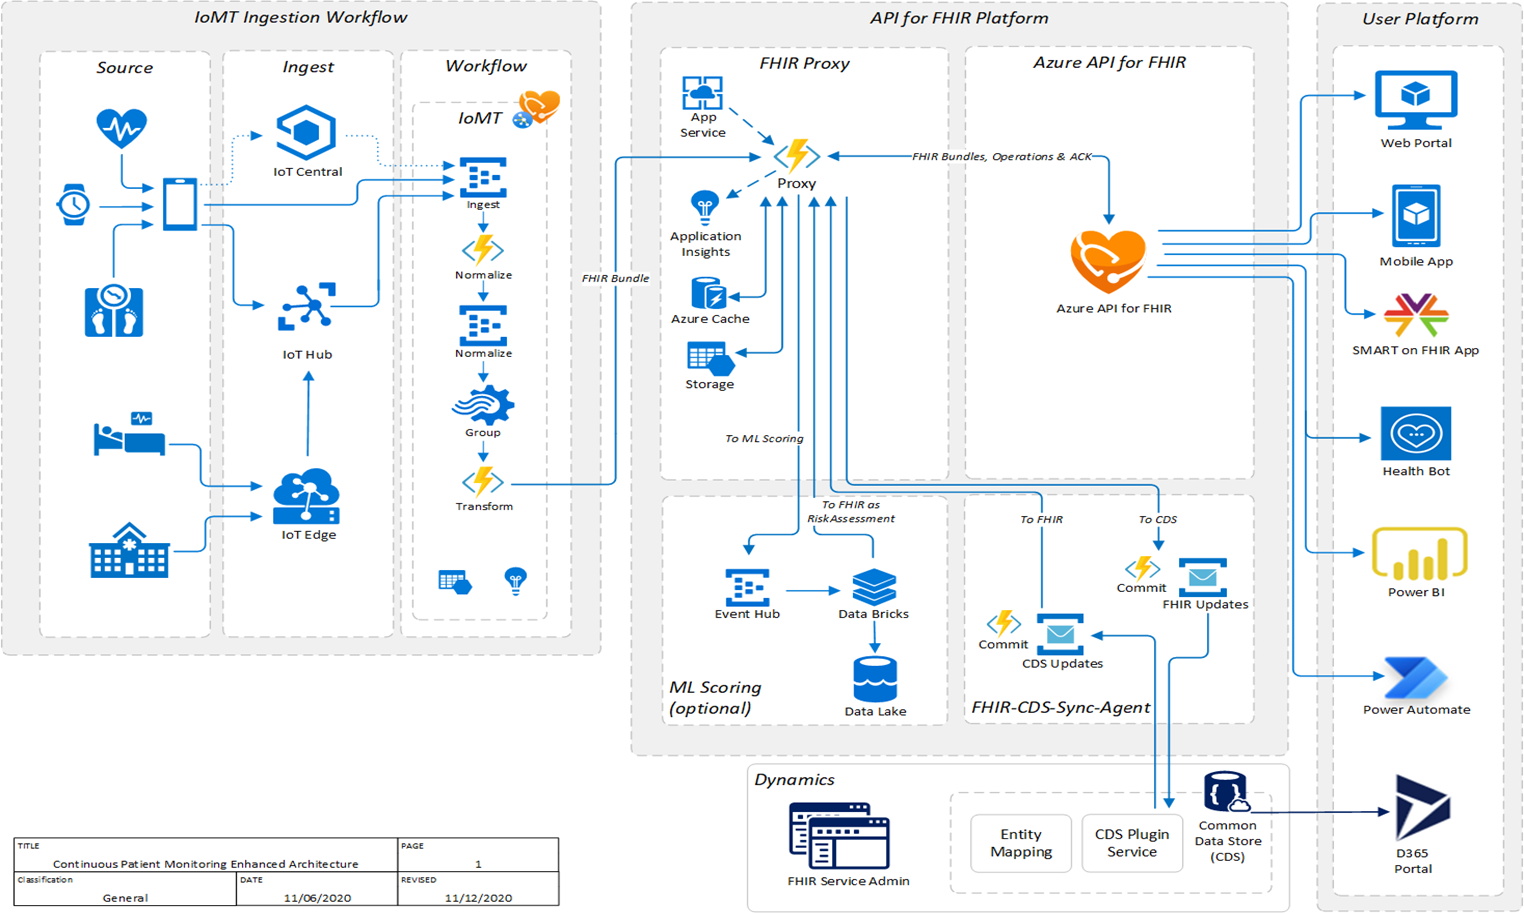 IoMT Ingestion Workflow
Source
Ingest
Workflow
IoMT
IoT Central
Ingest
Normalize
IoT Hub
Normalize
Group
Transform
IoT Edge
FHIR Bundle
API for FHIR Platform
FHIR Proxy
App
Service
Proxy
Application
Insights
Azure Cache
Storage
To ML Scoring
Azure API for FHIR
FHIR Bundles, Operations & ACK
Azure API for FHIR
To FHIR as
RiskAssessment
Event Hub
Data Bricks
Data Lake
ML Scoring
(optional)
To FHIR
To CDS
Commit
FHIR Updates
Commit
CDS Updates
FHIR-CDS-Sync-Agent
User Platform
Web Portal
Mobile App
SMART on FHIR App
Health Bot
Power BI
Power Automate
D365
Portal
Dynamics
FHIR Service Admin
Entity
Mapping
CDS Plugin
Service
Common
Data Store
(CDS)
TITLE
Continuous Patient Monitoring Enhanced Architecture
PAGE
1
Classification
General
DATE
11/06/2020
REVISED
11/12/2020